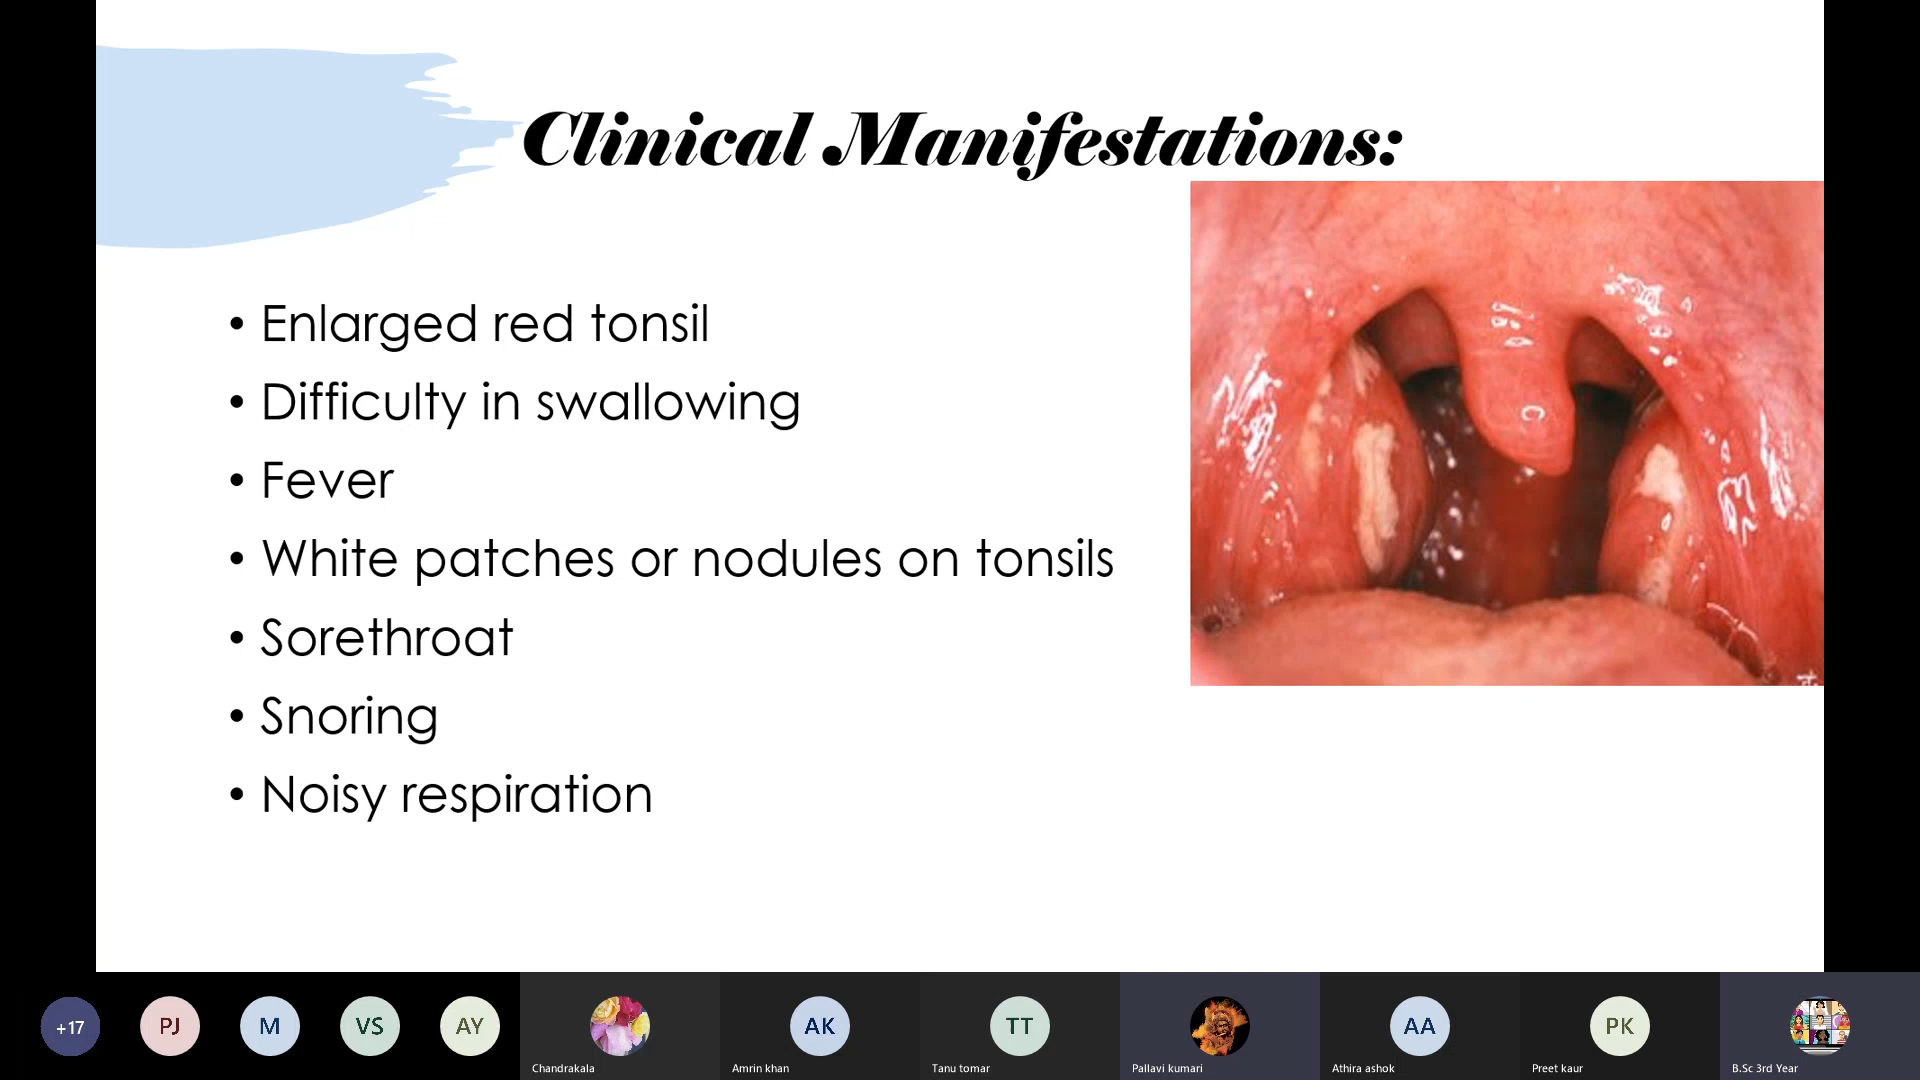 Clinical Manifestations:
• Enlarged red tonsil
• Difficulty in swallowing
• Fever
• White patches or nodules on tonsils
• Sorethroat
• Snoring
• Noisy respiration
+17
PJ
M
VS
AY
Chandrakala
AK
Amrin khan
TT
Tanu tomar
Pallavi kumari
AA
Athira ashok
PK
Preet kaur
B.Sc 3rd Year